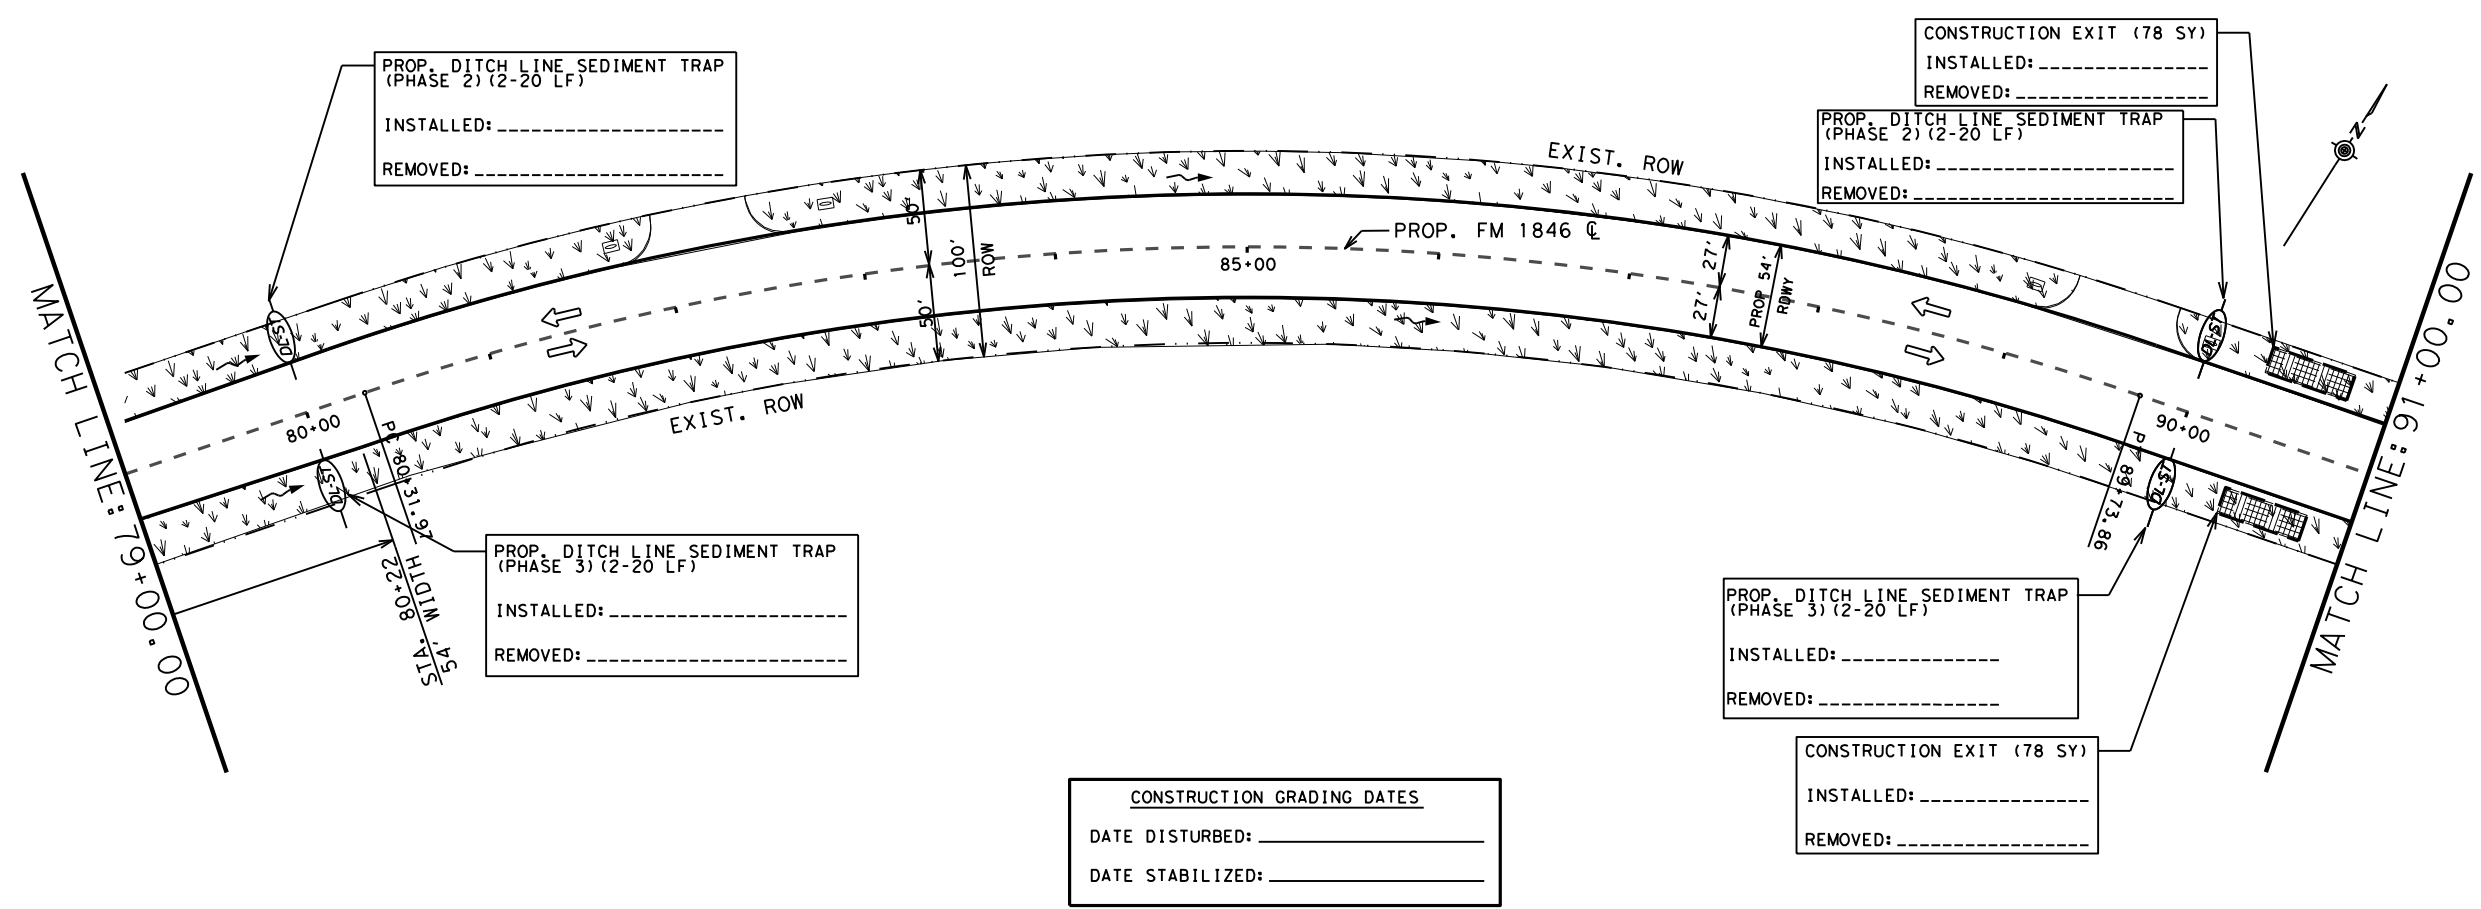 PROP. DITCH LINE SEDIMENT TRAP
(PHASE 2)(2-20 LF)
INSTALLED:
REMOVED:
CONSTRUCTION EXIT (78 SY)
INSTALLED:
REMOVED:
PROP. DITCH LINE SEDIMENT TRAP
(PHASE 2)(2-20 LF)
INSTALLED:
REMOVED:
N
EXIST. ROW
PROP. FM 1846 ℄
50'
50'
100'
ROW
85+00
27'
27'
PROP 54'
RDWY
MATCH LINE: 79+00.00
DL-ST
80+00
DL-ST
PC 80+31.67
STA. 80+22
54' WIDTH
EXIST. ROW
DL-ST
90+00
DL-ST
89+73.86
MATCH LINE: 91+00.00
PROP. DITCH LINE SEDIMENT TRAP
(PHASE 3)(2-20 LF)
INSTALLED:
REMOVED:
PROP. DITCH LINE SEDIMENT TRAP
(PHASE 3)(2-20 LF)
INSTALLED:
REMOVED:
CONSTRUCTION EXIT (78 SY)
INSTALLED:
REMOVED:
CONSTRUCTION GRADING DATES
DATE DISTURBED:
DATE STABILIZED: